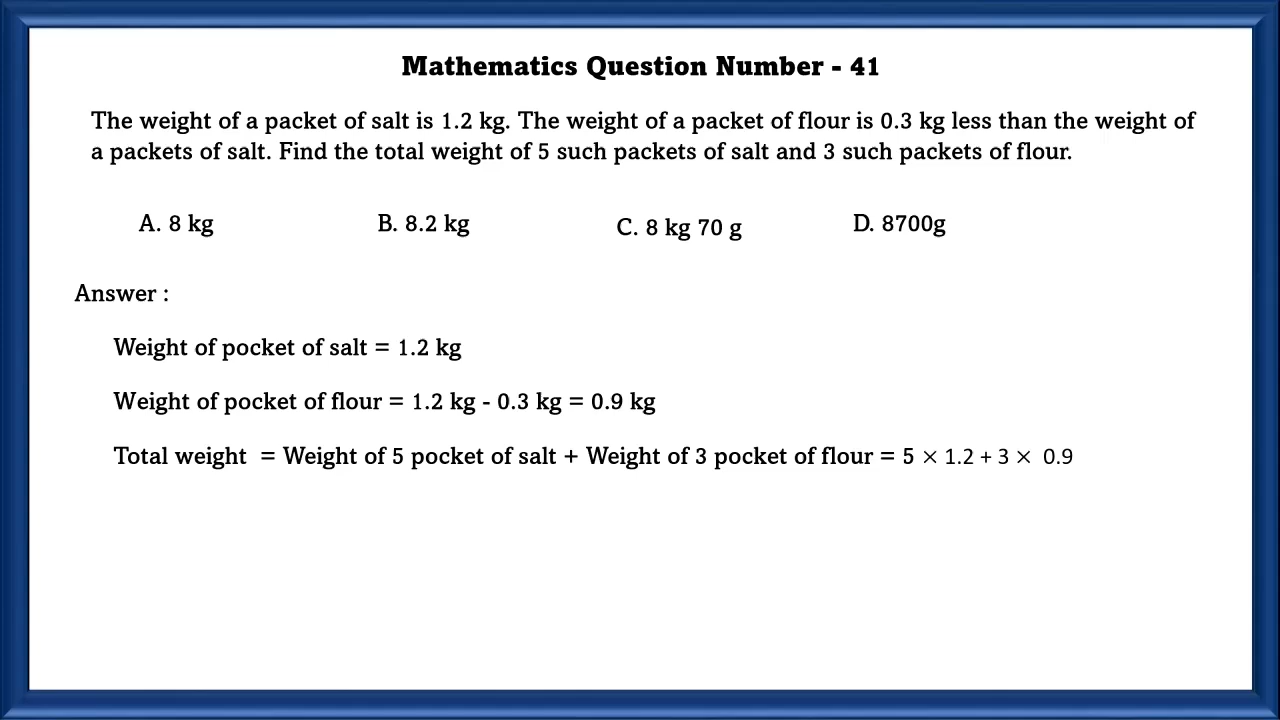 Mathematics Question Number - 41
The weight of a packet of salt is 1.2 kg. The weight of a packet of flour is 0.3 kg less than the weight of
a packets of salt. Find the total weight of 5 such packets of salt and 3 such packets of flour.
A. 8 kg B. 8.2 kg C. 8 kg 70 g D. 8700g
Answer :
Weight of pocket of salt = 1.2 kg
Weight of pocket of flour = 1.2 kg - 0.3 kg = 0.9 kg
Total weight = Weight of 5 pocket of salt + Weight of 3 pocket of flour = 5 × 1.2 + 3 × 0.9